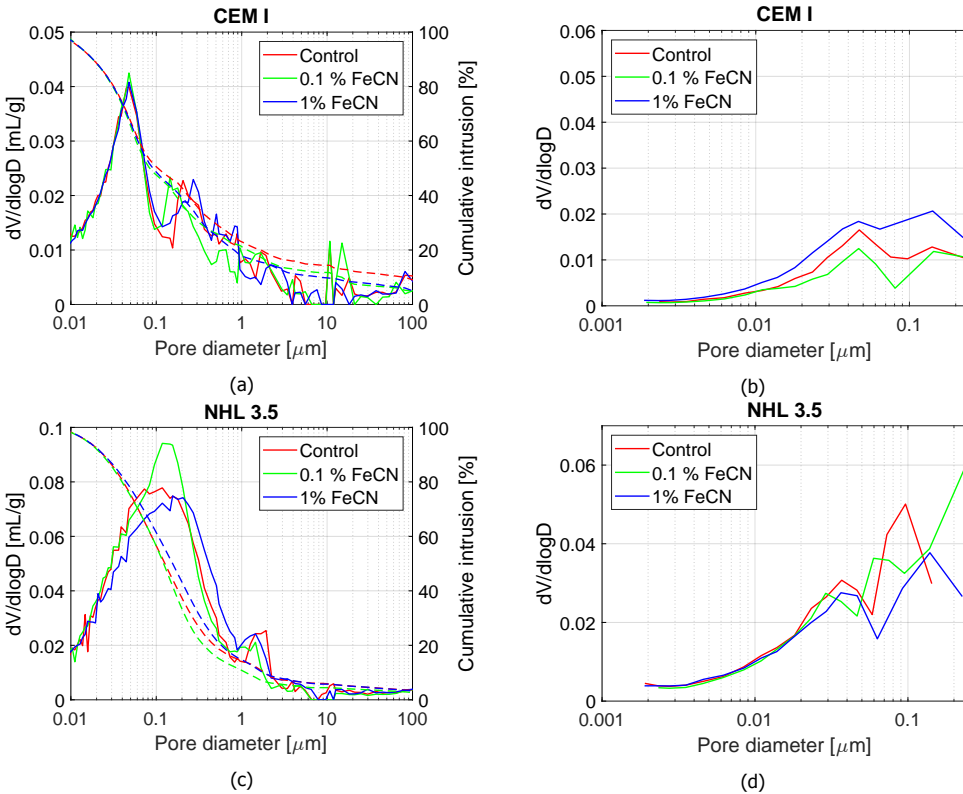 CEM I
0.05
0.04
0.03
0.02
0.01
0
dV/dlogD [mL/g]
100
80
60
40
20
0
Cumulative intrusion [%]
Control
0.1 % FeCN
1% FeCN
0.01
0.1
1
10
100
Pore diameter [μm]
(a)
CEM I
0.06
0.05
0.04
0.03
0.02
0.01
0
dV/dlogD
Control
0.1 % FeCN
1% FeCN
0.001
0.01
0.1
Pore diameter [μm]
(b)
NHL 3.5
0.1
0.08
0.06
0.04
0.02
0
dV/dlogD [mL/g]
100
80
60
40
20
0
Cumulative intrusion [%]
Control
0.1 % FeCN
1% FeCN
0.01
0.1
1
10
100
Pore diameter [μm]
(c)
NHL 3.5
0.06
0.04
0.02
0
dV/dlogD
Control
0.1 % FeCN
1% FeCN
0.001
0.01
0.1
Pore diameter [μm]
(d)